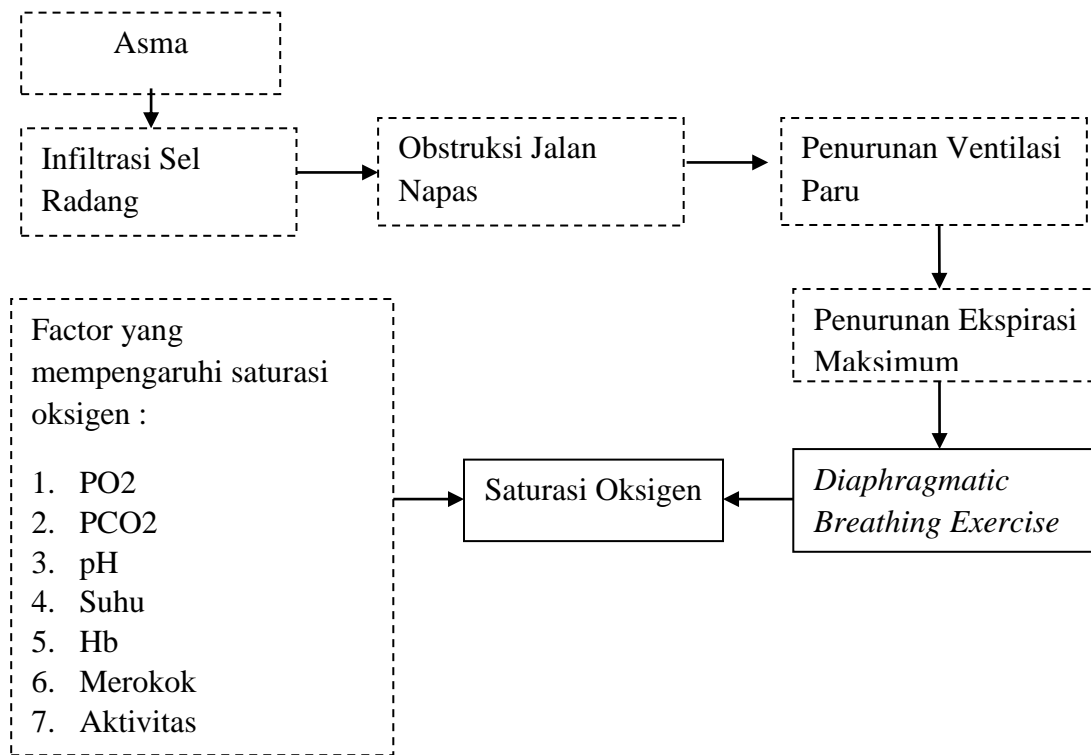 Asma
Infiltrasi Sel
Radang
Obstruksi Jalan
Napas
Penurunan Ventilasi
Paru
Penurunan Ekspirasi
Maksimum
Factor yang
mempengaruhi saturasi
oksigen :
1. PO2
2. PCO2
3. pH
4. Suhu
5. Hb
6. Merokok
7. Aktivitas
Saturasi Oksigen
Diaphragmatic
Breathing Exercise